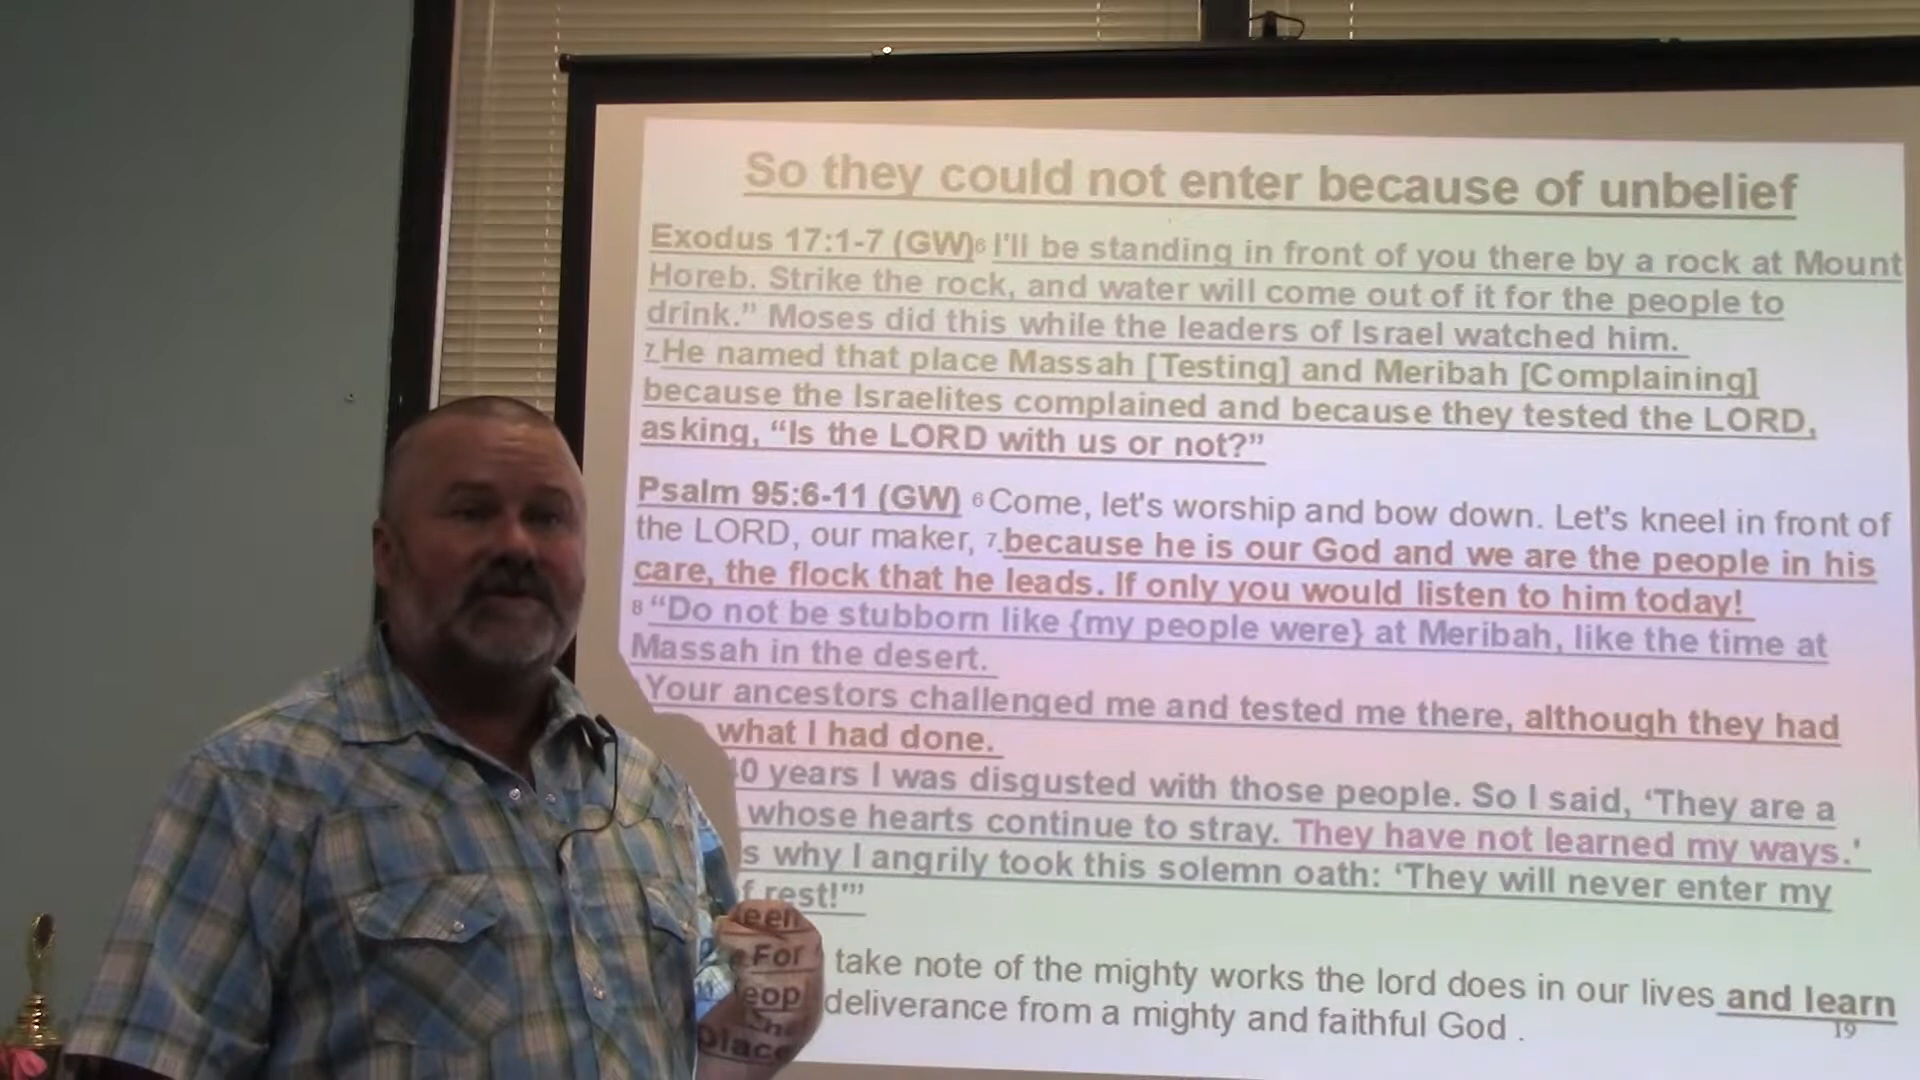 So they could not enter because of unbelief
Exodus 17:1-7 (GW)6 I'll be standing in front of you there by a rock at Mount
Horeb. Strike the rock, and water will come out of it for the people to
drink.” Moses did this while the leaders of Israel watched him.
7 He named that place Massah [Testing] and Meribah [Complaining]
because the Israelites complained and because they tested the LORD,
asking, “Is the LORD with us or not?”
Psalm 95:6-11 (GW) 6 Come, let's worship and bow down. Let's kneel in front of
the LORD, our maker, 7 because he is our God and we are the people in his
care, the flock that he leads. If only you would listen to him today!
8 “Do not be stubborn like {my people were} at Meribah, like the time at
Massah in the desert.
Your ancestors challenged me and tested me there, although they had
what I had done.
40 years I was disgusted with those people. So I said, ‘They are a
whose hearts continue to stray. They have not learned my ways.'
s why I angrily took this solemn oath: ‘They will never enter my
f rest!’”
een
For take note of the mighty works the lord does in our lives and learn
11 eop deliverance from a mighty and faithful God .
place
19